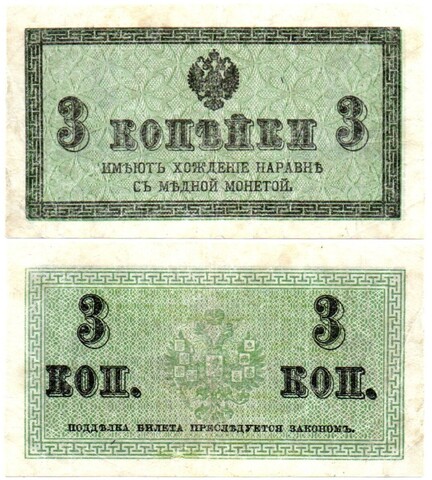 3 КОПѢЙКИ 3
ИМѢЮТЪ ХОЖДЕНІЕ НАРАВНѢ
СЪ МѢДНОЙ МОНЕТОЙ.
3 3
КОП. КОП.
ПОДДѢЛКА БИЛЕТА ПРЕСЛѢДУЕТСЯ ЗАКОНОМЪ.